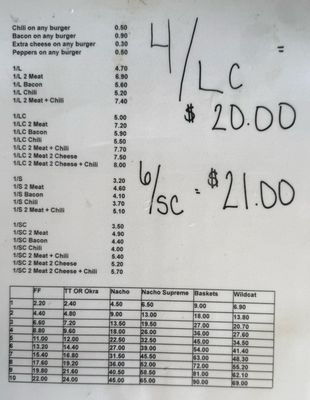 Chili on any burger 0.50
Bacon on any burger 0.90
Extra cheese on any burger 0.30
Peppers on any burger 0.50
1/L 4.70
1/L 2 Meat 6.90
1/L Bacon 5.60
1/L Chili 5.20
1/L 2 Meat + Chili 7.40
1/LC 5.00
1/LC 2 Meat 7.20
1/LC Bacon 5.90
1/LC Chili 5.50
1/LC 2 Meat + Chili 7.70
1/LC 2 Meat 2 Cheese 7.50
1/LC 2 Meat 2 Cheese + Chili 8.00
1/S 3.20
1/S 2 Meat 4.60
1/S Bacon 4.10
1/S Chili 3.70
1/S 2 Meat + Chili 5.10
1/SC 3.50
1/SC 2 Meat 4.90
1/SC Bacon 4.40
1/SC Chili 4.00
1/SC 2 Meat + Chili 5.40
1/SC 2 Meat 2 Cheese 5.20
1/SC 2 Meat 2 Cheese + Chili 5.70
4/LC =
$ 20.00
6/SC = $21.00
FF TT OR Okra Nacho Nacho Supreme Baskets Wildcat
1 2.20 2.40 4.50 6.50 9.00 6.90
2 4.40 4.80 9.00 13.00 18.00 13.80
3 6.60 7.20 13.50 19.50 27.00 20.70
4 8.80 9.60 18.00 26.00 36.00 27.60
5 11.00 12.00 22.50 32.50 45.00 34.50
6 13.20 14.40 27.00 39.00 54.00 41.40
7 15.40 16.80 31.50 45.50 63.00 48.30
8 17.60 19.20 36.00 52.00 72.00 55.20
9 19.80 21.60 40.50 58.50 81.00 62.10
10 22.00 24.00 45.00 65.00 90.00 69.00